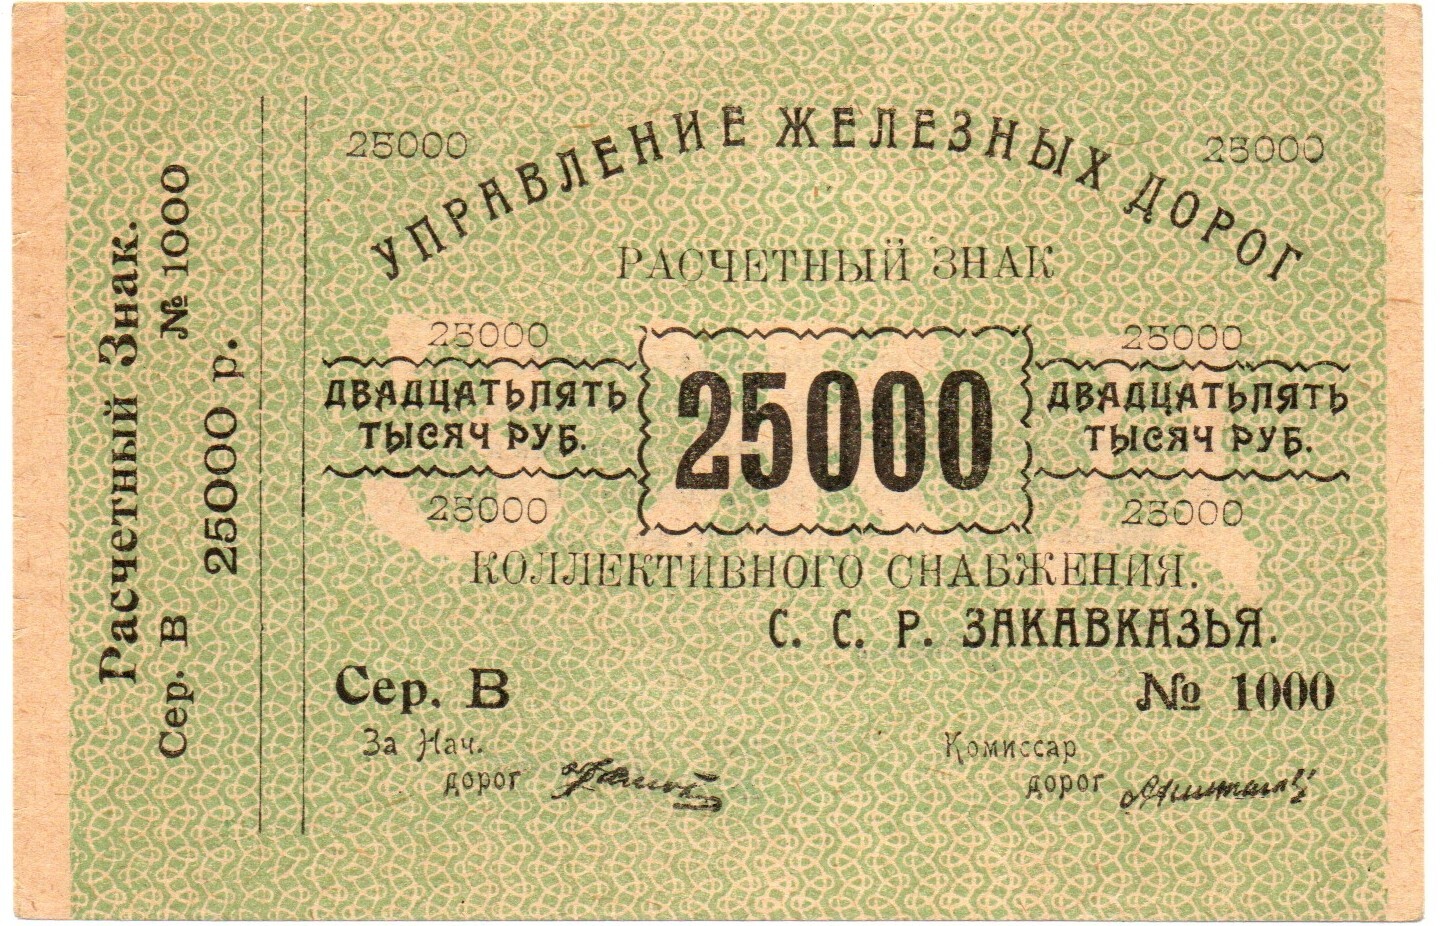 Расчетный Знак.
Сер. В № 1000
25000 р.
25000 25000
УПРАВЛЕНИЕ ЖЕЛЕЗНЫХ ДОРОГ
РАСЧЕТНЫЙ ЗНАК
25000 25000
ДВАДЦАТЬПЯТЬ 25000 ДВАДЦАТЬПЯТЬ
ТЫСЯЧ РУБ. ТЫСЯЧ РУБ.
25000 25000
КОЛЛЕКТИВНОГО СНАБЖЕНИЯ.
С. С. Р. ЗАКАВКАЗЬЯ.
Сер. В № 1000
За Нач. Комиссар
дорог дорог